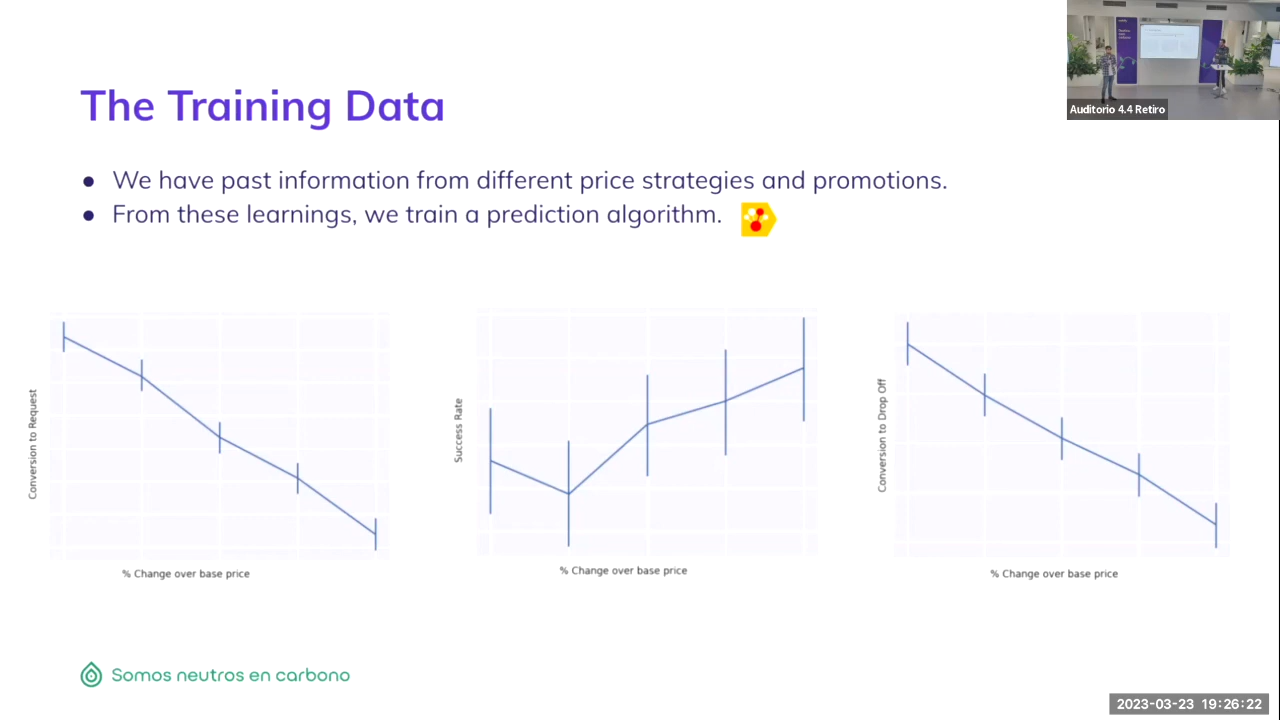 The Training Data
Auditorio 4.4 Retiro
● We have past information from different price strategies and promotions.
● From these learnings, we train a prediction algorithm.
Conversion to Request
% Change over base price
Success Rate
% Change over base price
Conversion to Drop Off
% Change over base price
Somos neutros en carbono
2023-03-23 19:26:22